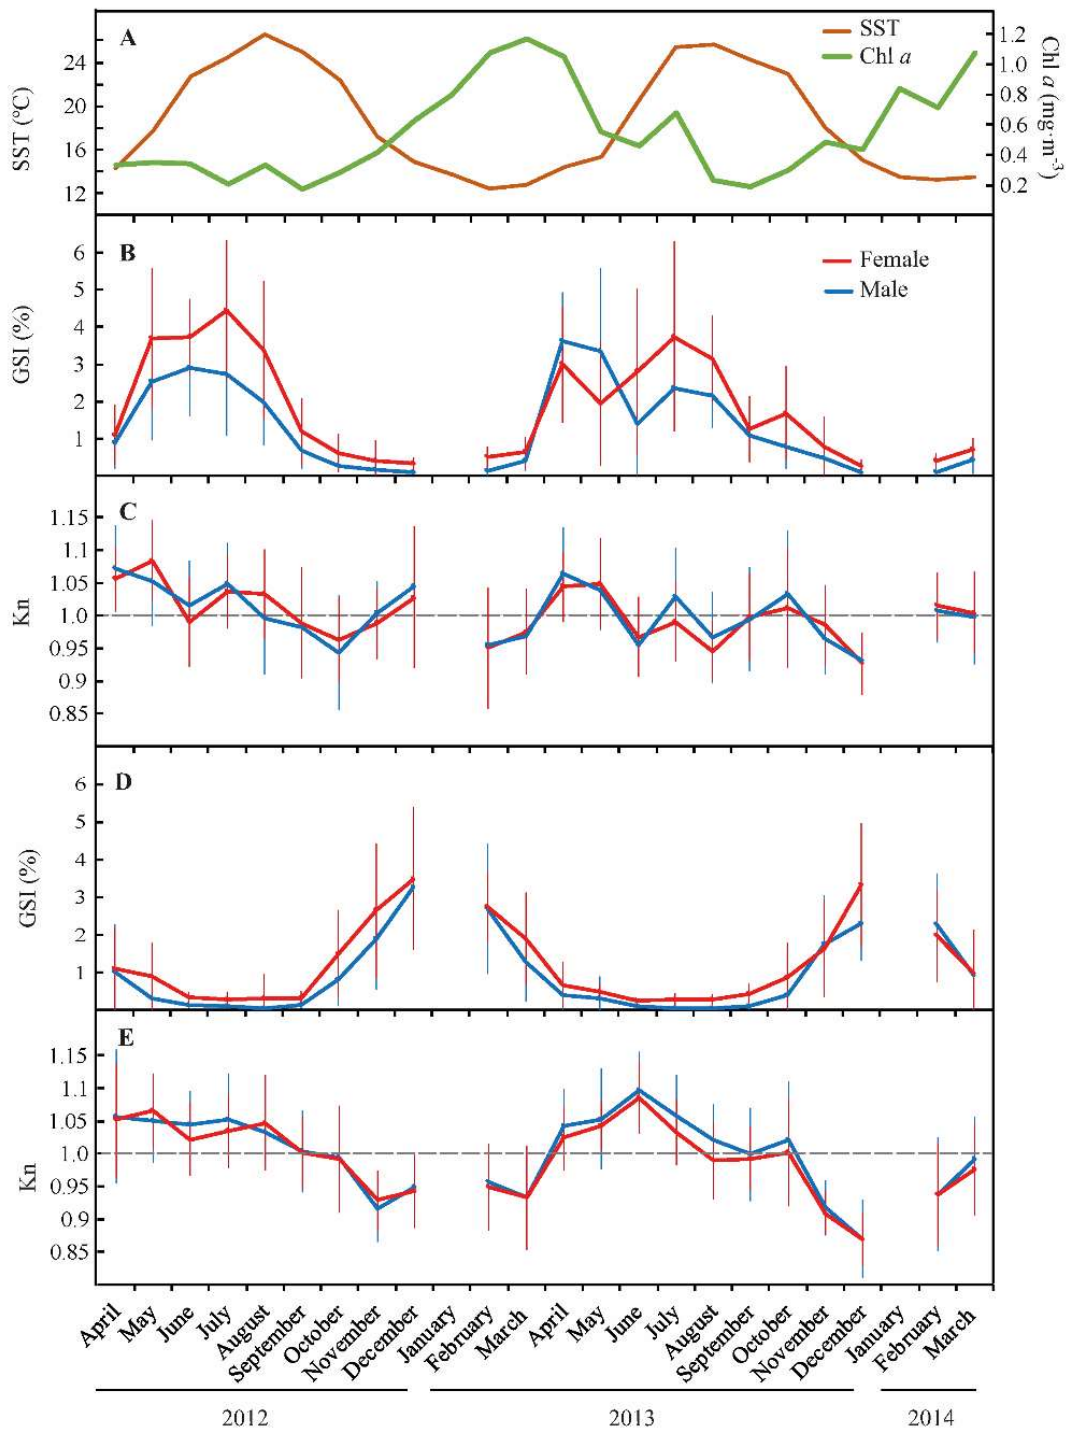 A
SST
Chl a
24
20
16
12
SST (ºC)
1.2
1.0
0.8
0.6
0.4
0.2
Chl a (mg·m-3)
B
Female
Male
6
5
4
3
2
1
GSI (%)
C
1.15
1.1
1.05
1.0
0.95
0.9
0.85
Kn
D
6
5
4
3
2
1
GSI (%)
E
1.15
1.1
1.05
1.0
0.95
0.9
0.85
Kn
April
May
June
July
August
September
October
November
December
January
February
March
April
May
June
July
August
September
October
November
December
January
February
March
2012
2013
2014